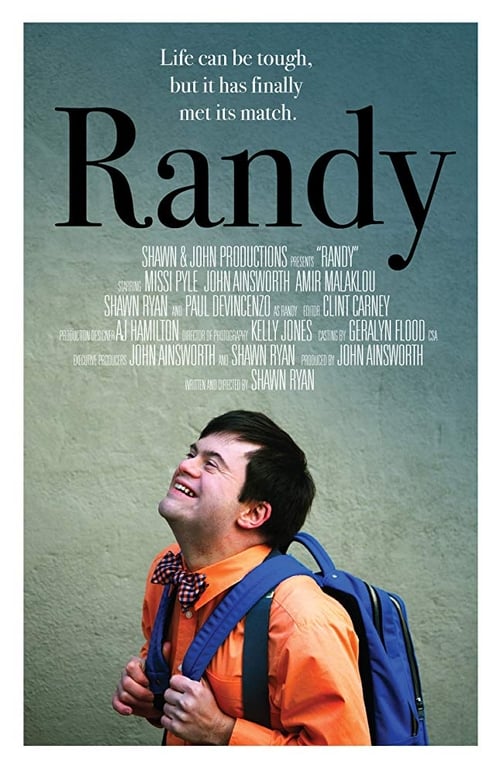 Life can be tough,
but it has finally
met its match.
Randy
SHAWN & JOHN PRODUCTIONS PRESENTS "RANDY"
STARRING MISSI PYLE JOHN AINSWORTH AMIR MALAKLOU
SHAWN RYAN AND PAUL DEVINCENZO AS RANDY EDITOR CLINT CARNEY
PRODUCTION DESIGNER AJ HAMILTON DIRECTOR OF PHOTOGRAPHY KELLY JONES CASTING BY GERALYN FLOOD CSA
EXECUTIVE PRODUCERS JOHN AINSWORTH AND SHAWN RYAN PRODUCED BY JOHN AINSWORTH
WRITTEN AND DIRECTED BY SHAWN RYAN